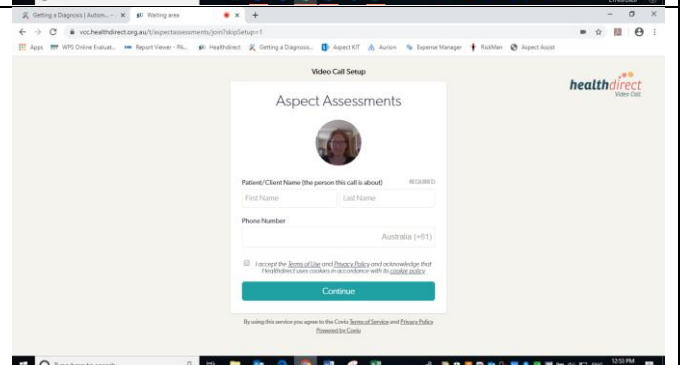 Getting a Diagnosis | Autom...
Waiting area
vcc.healthdirect.org.au/t/aspectassessments/join?skipSetup=1
Apps
WPS Online Evaluat...
Report Viewer - Ri...
Healthdirect
Getting a Diagnosis...
Aspect KIT
Aurion
Expense Manager
RiskMan
Aspect Assist
Video Call Setup
healthdirect
Video Call
Aspect Assessments
Patient/Client Name (the person this call is about) REQUIRED
First Name Last Name
Phone Number
Australia (+61)
I accept the Terms of Use and Privacy Policy and acknowledge that
Healthdirect uses cookies in accordance with its cookie policy
Continue
By using this service you agree to the Coviu Terms of Service and Privacy Policy
Powered by Coviu
Type here to search
ENG 12:53 PM